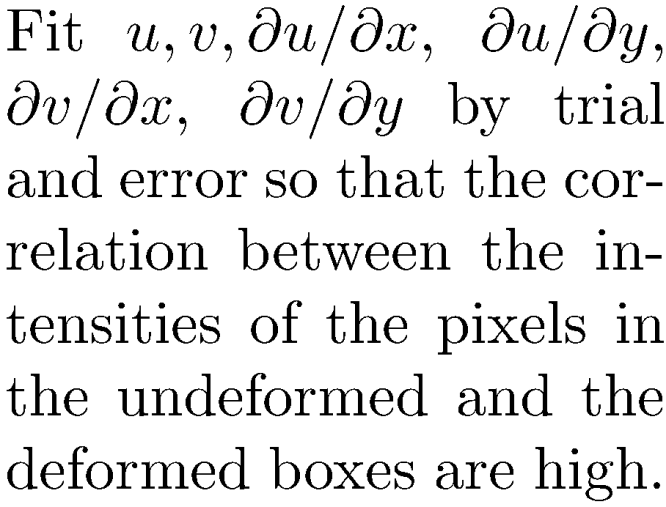 Fit u, v, ∂u/∂x, ∂u/∂y,
∂v/∂x, ∂v/∂y by trial
and error so that the cor-
relation between the in-
tensities of the pixels in
the undeformed and the
deformed boxes are high.